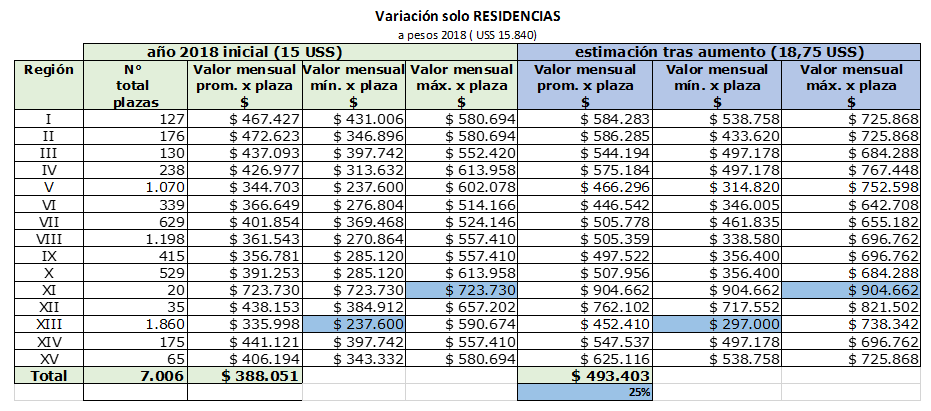 Variación solo RESIDENCIAS
a pesos 2018 ( USS 15.840)
año 2018 inicial (15 USS) estimación tras aumento (18,75 USS)
Región N° total plazas Valor mensual prom. x plaza $ Valor mensual mín. x plaza $ Valor mensual máx. x plaza $ Valor mensual prom. x plaza $ Valor mensual mín. x plaza $ Valor mensual máx. x plaza $
I 127 $ 467.427 $ 431.006 $ 580.694 $ 584.283 $ 538.758 $ 725.868
II 176 $ 472.623 $ 346.896 $ 580.694 $ 586.285 $ 433.620 $ 725.868
III 130 $ 437.093 $ 397.742 $ 552.420 $ 544.194 $ 497.178 $ 684.288
IV 238 $ 426.977 $ 313.632 $ 613.958 $ 575.184 $ 497.178 $ 767.448
V 1.070 $ 344.703 $ 237.600 $ 602.078 $ 466.296 $ 314.820 $ 752.598
VI 339 $ 366.649 $ 276.804 $ 514.166 $ 446.542 $ 346.005 $ 642.708
VII 629 $ 401.854 $ 369.468 $ 524.146 $ 505.778 $ 461.835 $ 655.182
VIII 1.198 $ 361.543 $ 270.864 $ 557.410 $ 505.359 $ 338.580 $ 696.762
IX 415 $ 356.781 $ 285.120 $ 557.410 $ 497.522 $ 356.400 $ 696.762
X 529 $ 391.253 $ 285.120 $ 613.958 $ 507.956 $ 356.400 $ 684.288
XI 20 $ 723.730 $ 723.730 $ 723.730 $ 904.662 $ 904.662 $ 904.662
XII 35 $ 438.153 $ 384.912 $ 657.202 $ 762.102 $ 717.552 $ 821.502
XIII 1.860 $ 335.998 $ 237.600 $ 590.674 $ 452.410 $ 297.000 $ 738.342
XIV 175 $ 441.121 $ 397.742 $ 557.410 $ 547.537 $ 497.178 $ 696.762
XV 65 $ 406.194 $ 343.332 $ 580.694 $ 625.116 $ 538.758 $ 725.868
Total 7.006 $ 388.051 $ 493.403
25%